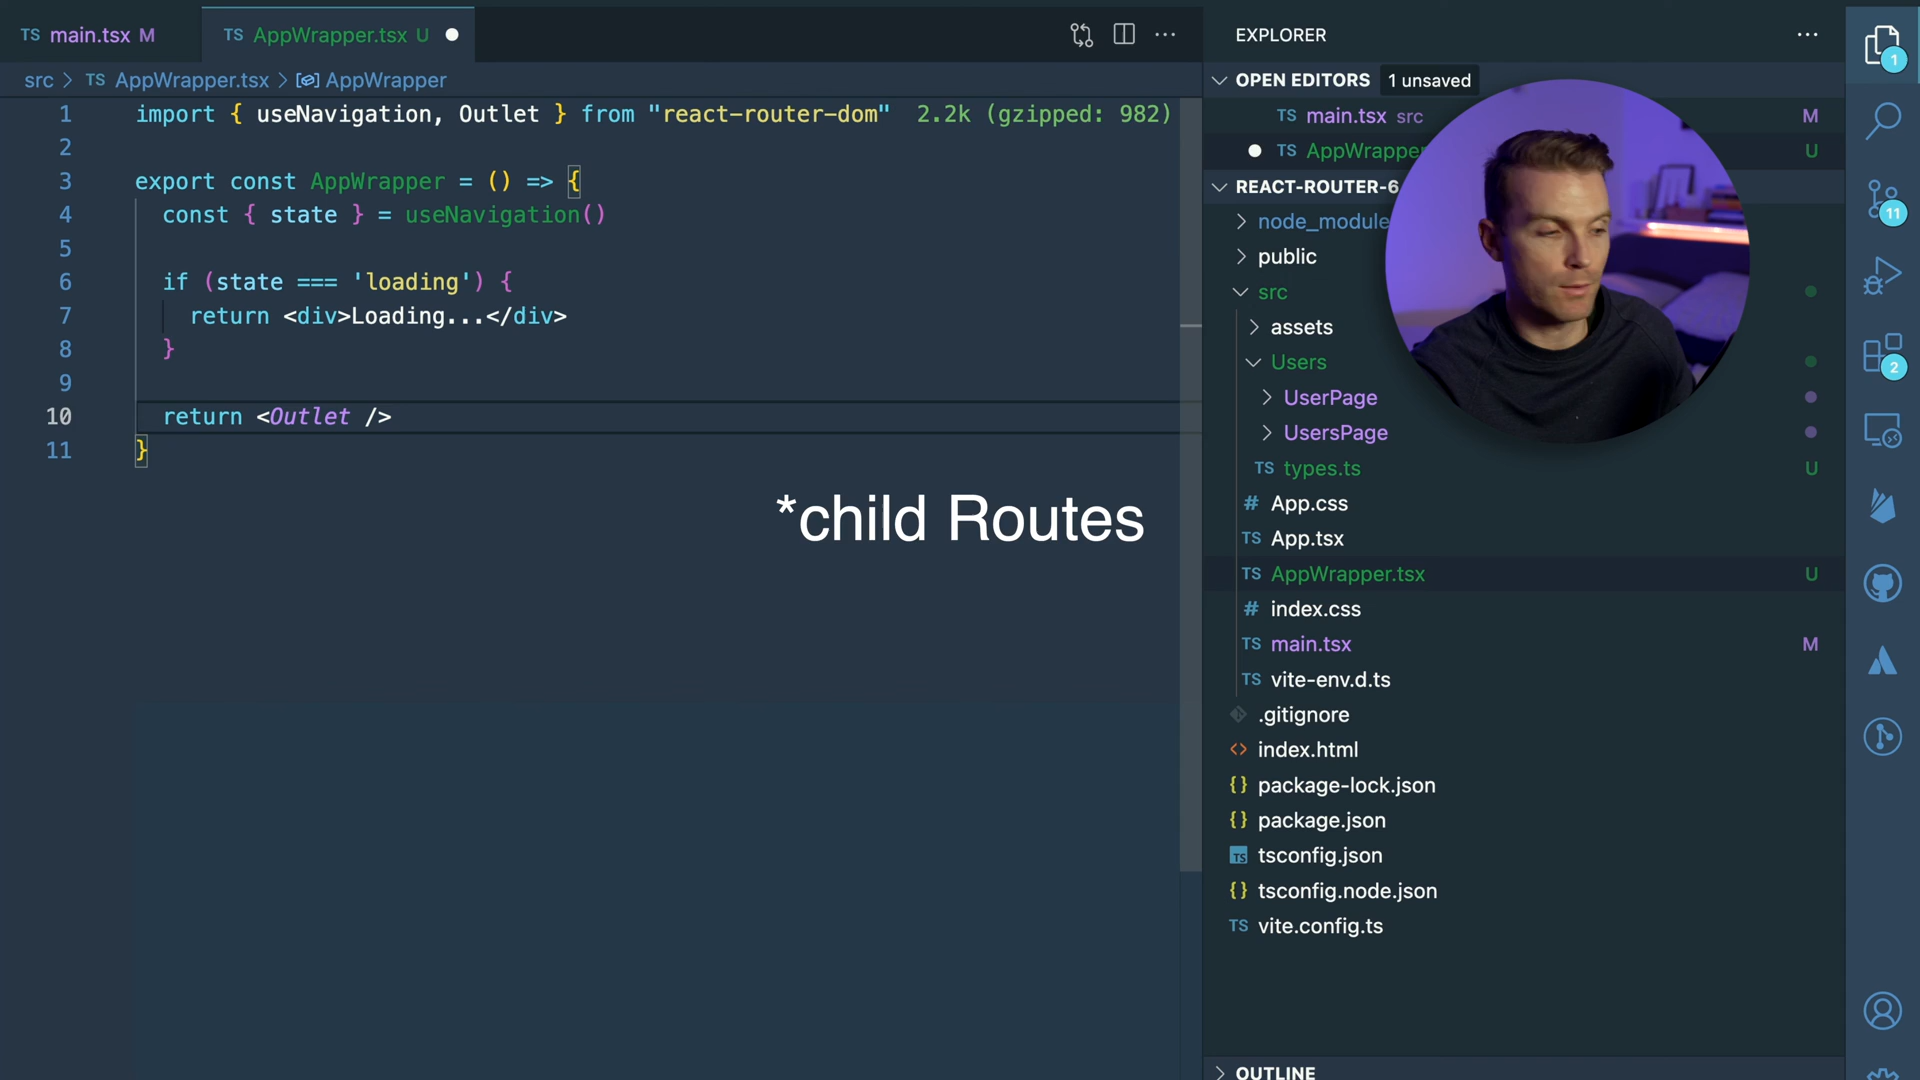 TS main.tsx M
TS AppWrapper.tsx U
src > TS AppWrapper.tsx > AppWrapper
1 import { useNavigation, Outlet } from "react-router-dom" 2.2k (gzipped: 982)
2
3 export const AppWrapper = () => {
4 const { state } = useNavigation()
5
6 if (state === 'loading') {
7 return <div>Loading...</div>
8 }
9
10 return <Outlet />
11 }
*child Routes
EXPLORER
OPEN EDITORS 1 unsaved
TS main.tsx src M
TS AppWrapper U
REACT-ROUTER-6
node_module
public
src
assets
Users
UserPage
UsersPage
TS types.ts U
# App.css
TS App.tsx
TS AppWrapper.tsx U
# index.css
TS main.tsx M
TS vite-env.d.ts
.gitignore
<> index.html
{} package-lock.json
{} package.json
TS tsconfig.json
{} tsconfig.node.json
TS vite.config.ts
OUTLINE
1
11
2